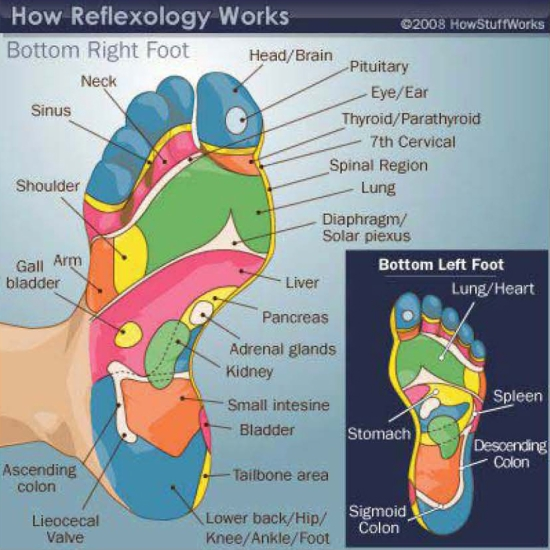 How Reflexology Works
©2008 HowStuffWorks
Bottom Right Foot
Head/Brain
Pituitary
Neck
Eye/Ear
Sinus
Thyroid/Parathyroid
7th Cervical
Spinal Region
Shoulder
Lung
Diaphragm/
Solar piexus
Arm
Gall
bladder
Liver
Pancreas
Adrenal glands
Kidney
Small intesine
Bladder
Ascending
colon
Tailbone area
Lieocecal
Valve
Lower back/Hip/
Knee/Ankle/Foot
Bottom Left Foot
Lung/Heart
Spleen
Stomach
Descending
Colon
Sigmoid
Colon